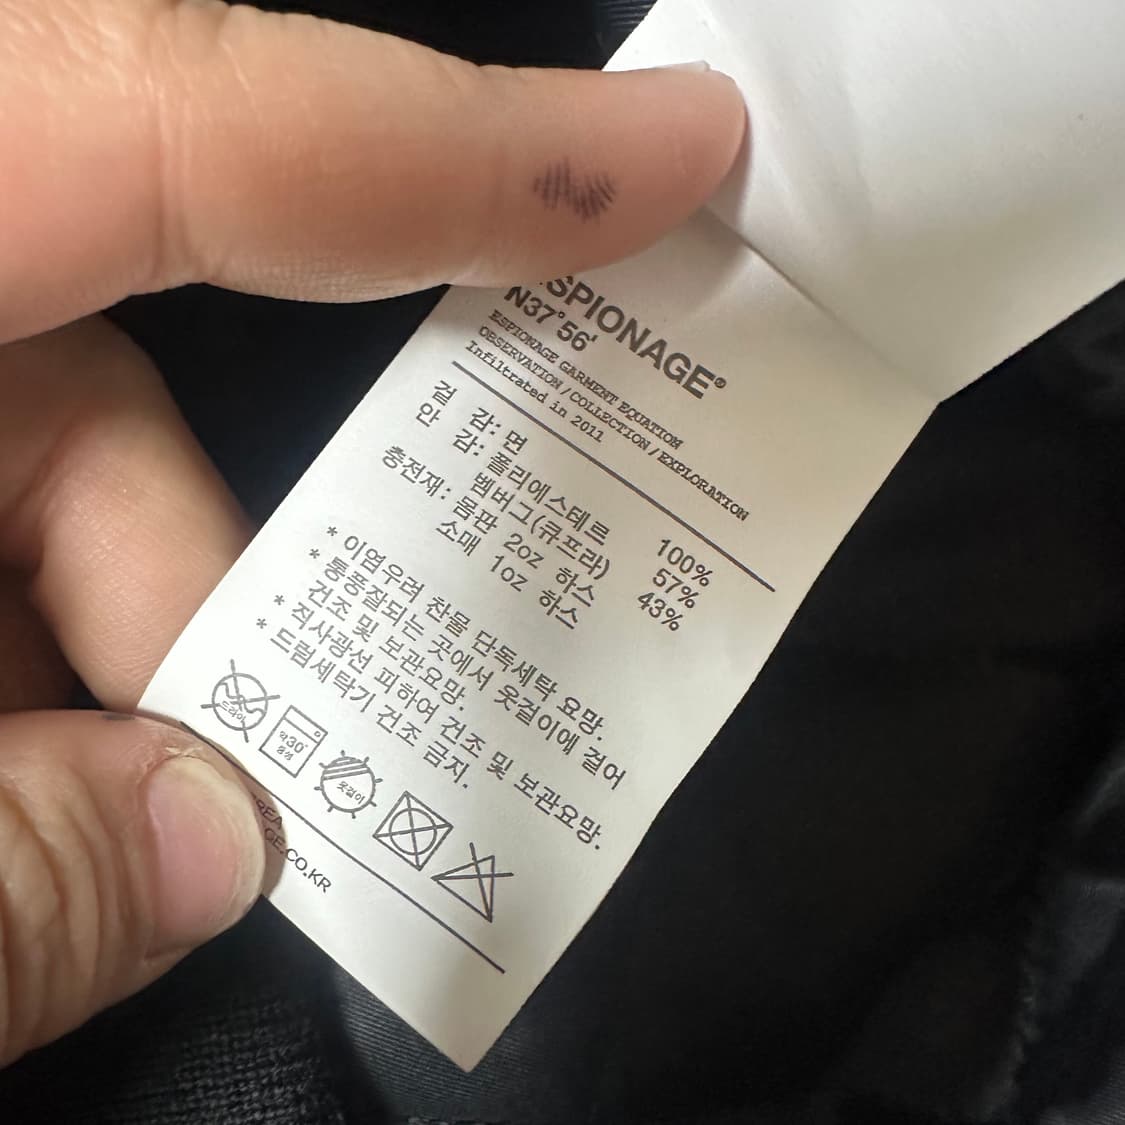 SPIONAGE®
N37°56'
ESPIONAGE GARMENT EQUATION
OBSERVATION/COLLECTION/EXPLORATION
Infiltrated in 2011
겉 감: 면 100%
안 감: 폴리에스테르 57%
벰버그(큐프라) 43%
충전재: 몸판 2oz 하스
소매 1oz 하스
* 이염우려 찬물 단독세탁 요망.
* 통풍잘되는 곳에서 옷걸이에 걸어
건조 및 보관요망.
* 직사광선 피하여 건조 및 보관요망.
* 드럼세탁기 건조 금지.
드라이
약30°
중성
옷걸이
REA
GE.CO.KR